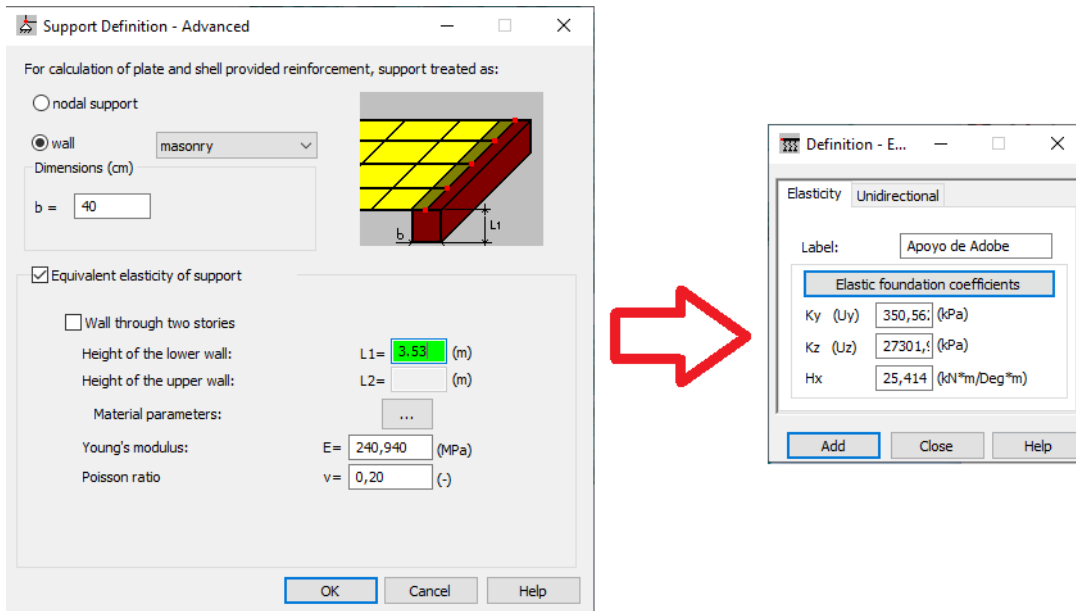 Support Definition - Advanced
For calculation of plate and shell provided reinforcement, support treated as:
nodal support
wall masonry
Dimensions (cm)
b = 40
b L1
Equivalent elasticity of support
Wall through two stories
Height of the lower wall: L1= 3.53 (m)
Height of the upper wall: L2= (m)
Material parameters: ...
Young's modulus: E= 240,940 (MPa)
Poisson ratio v= 0,20 (-)
OK Cancel Help
Definition - E...
Elasticity Unidirectional
Label: Apoyo de Adobe
Elastic foundation coefficients
Ky (Uy) 350,56 (kPa)
Kz (Uz) 27301, (kPa)
Hx 25,414 (kN*m/Deg*m)
Add Close Help